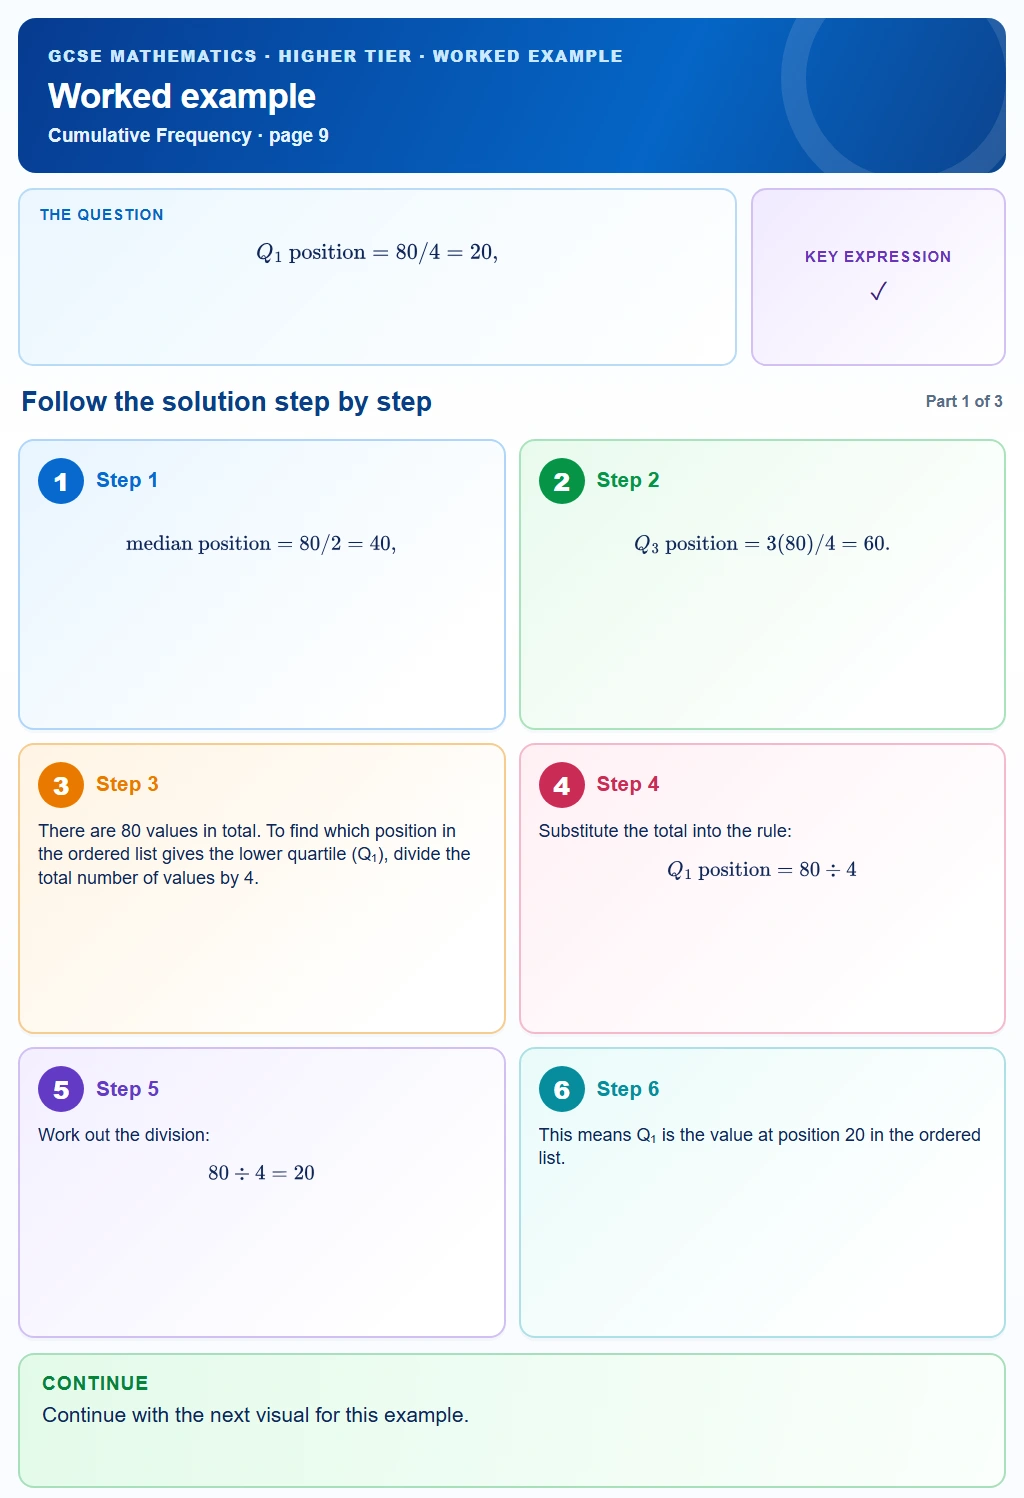 GCSE MATHEMATICS · HIGHER TIER · WORKED EXAMPLE
Worked example
Cumulative Frequency · page 9
THE QUESTION
Q₁ position = 80/4 = 20,
KEY EXPRESSION
✓
Follow the solution step by step
Part 1 of 3
1 Step 1
median position = 80/2 = 40,
2 Step 2
Q₃ position = 3(80)/4 = 60.
3 Step 3
There are 80 values in total. To find which position in
the ordered list gives the lower quartile (Q₁), divide the
total number of values by 4.
4 Step 4
Substitute the total into the rule:
Q₁ position = 80 ÷ 4
5 Step 5
Work out the division:
80 ÷ 4 = 20
6 Step 6
This means Q₁ is the value at position 20 in the ordered
list.
CONTINUE
Continue with the next visual for this example.